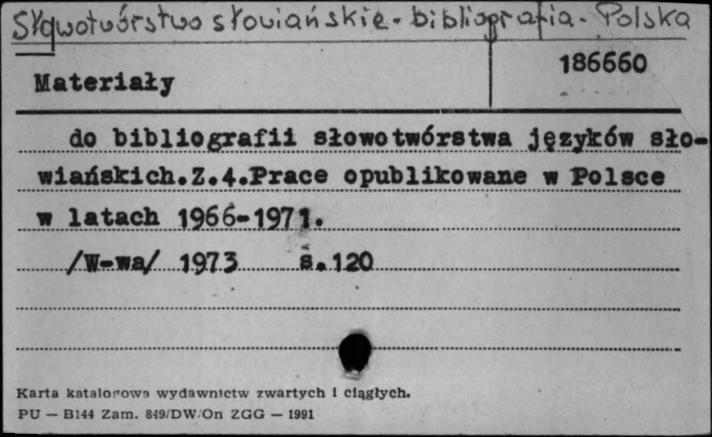 Słowotwórstwo słowiańskie - bibliografia - Polska
186660
Materiały
do bibliografii słowotwórstwa języków sło-
wiańskich.Z.4.Prace opublikowane w Polsce
w latach 1966-1971.
/W-wa/ 1973 s.120
Karta katalogowa wydawnictw zwartych i ciągłych.
PU — B144 Zam. 849/DW/On ZGG — 1991